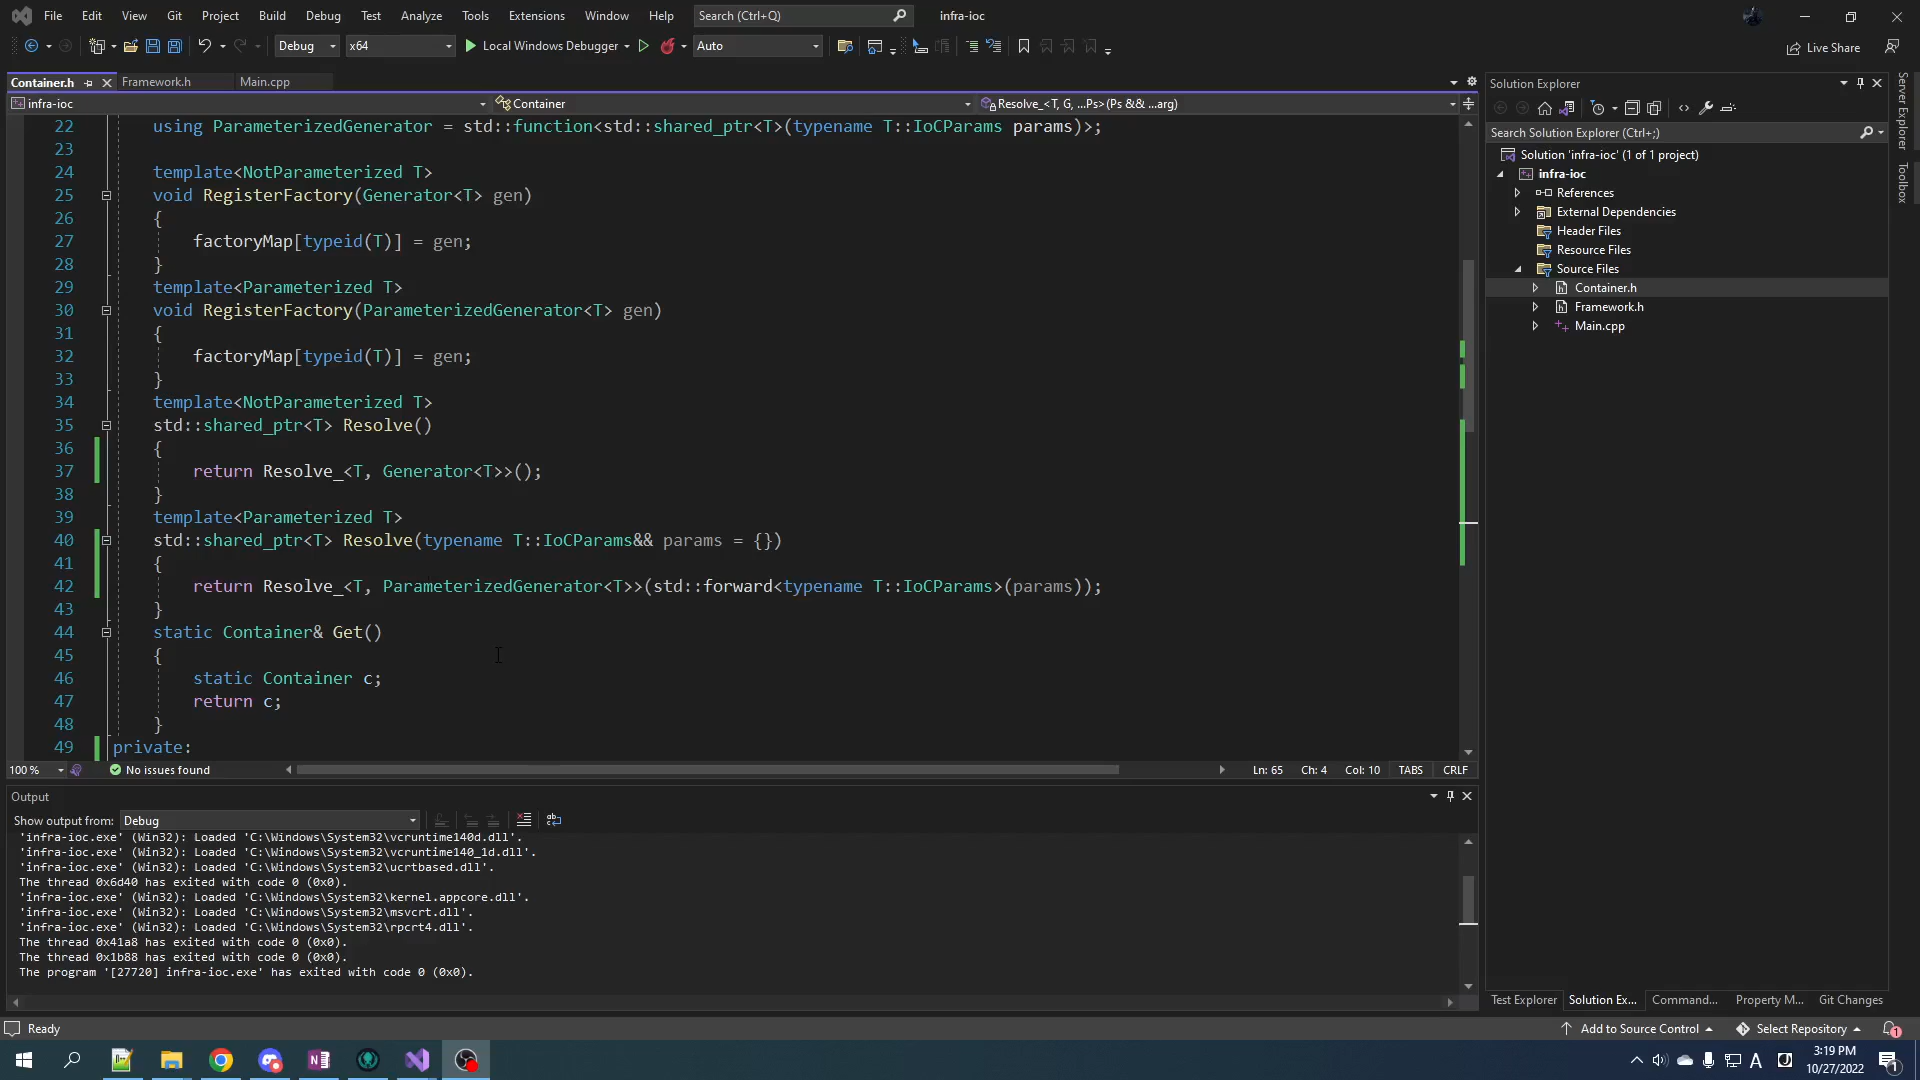 File Edit View Git Project Build Debug Test Analyze Tools Extensions Window Help Search (Ctrl+Q) infra-ioc
Debug x64 Local Windows Debugger Auto Live Share
Container.h Framework.h Main.cpp
infra-ioc Container Resolve_<T, G, ...Ps>(Ps && ...arg)
22 using ParameterizedGenerator = std::function<std::shared_ptr<T>(typename T::IoCParams params)>;
23
24 template<NotParameterized T>
25 void RegisterFactory(Generator<T> gen)
26 {
27 factoryMap[typeid(T)] = gen;
28 }
29 template<Parameterized T>
30 void RegisterFactory(ParameterizedGenerator<T> gen)
31 {
32 factoryMap[typeid(T)] = gen;
33 }
34 template<NotParameterized T>
35 std::shared_ptr<T> Resolve()
36 {
37 return Resolve_<T, Generator<T>>();
38 }
39 template<Parameterized T>
40 std::shared_ptr<T> Resolve(typename T::IoCParams&& params = {})
41 {
42 return Resolve_<T, ParameterizedGenerator<T>>(std::forward<typename T::IoCParams>(params));
43 }
44 static Container& Get()
45 {
46 static Container c;
47 return c;
48 }
49 private:
100 % No issues found Ln: 65 Ch: 4 Col: 10 TABS CRLF
Output
Show output from: Debug
'infra-ioc.exe' (Win32): Loaded 'C:\Windows\System32\vcruntime140d.dll'.
'infra-ioc.exe' (Win32): Loaded 'C:\Windows\System32\vcruntime140_1d.dll'.
'infra-ioc.exe' (Win32): Loaded 'C:\Windows\System32\ucrtbased.dll'.
The thread 0x6d40 has exited with code 0 (0x0).
'infra-ioc.exe' (Win32): Loaded 'C:\Windows\System32\kernel.appcore.dll'.
'infra-ioc.exe' (Win32): Loaded 'C:\Windows\System32\msvcrt.dll'.
'infra-ioc.exe' (Win32): Loaded 'C:\Windows\System32\rpcrt4.dll'.
The thread 0x41a8 has exited with code 0 (0x0).
The thread 0x1b88 has exited with code 0 (0x0).
The program '[27720] infra-ioc.exe' has exited with code 0 (0x0).
Solution Explorer
Search Solution Explorer (Ctrl+;)
Solution 'infra-ioc' (1 of 1 project)
infra-ioc
References
External Dependencies
Header Files
Resource Files
Source Files
Container.h
Framework.h
Main.cpp
Test Explorer Solution Ex... Command... Property M... Git Changes
Server Explorer
Toolbox
Ready Add to Source Control Select Repository 1
A 3:19 PM
10/27/2022 1